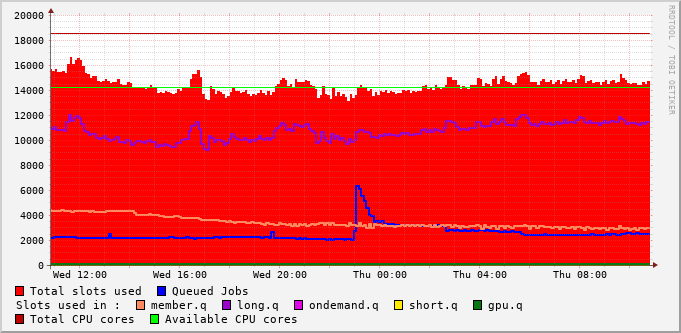 20000
18000
16000
14000
12000
10000
8000
6000
4000
2000
0
Wed 12:00 Wed 16:00 Wed 20:00 Thu 00:00 Thu 04:00 Thu 08:00
RRDTOOL / TOBI OETIKER
Total slots used Queued Jobs
Slots used in : member.q long.q ondemand.q short.q gpu.q
Total CPU cores Available CPU cores